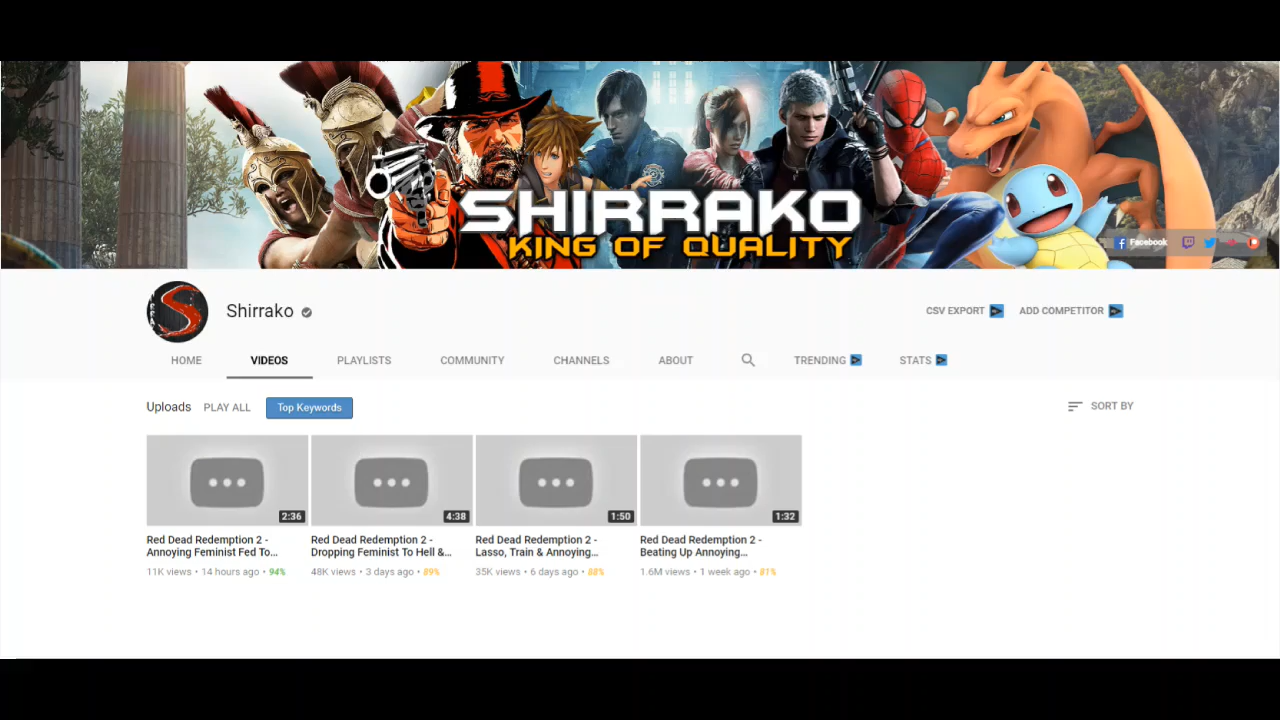 SHIRRAKO
KING OF QUALITY
Facebook
Shirrako
CSV EXPORT ADD COMPETITOR
HOME VIDEOS PLAYLISTS COMMUNITY CHANNELS ABOUT TRENDING STATS
Uploads PLAY ALL Top Keywords SORT BY
2:36 4:38 1:50 1:32
Red Dead Redemption 2 -
Annoying Feminist Fed To...
11K views • 14 hours ago • 94%
Red Dead Redemption 2 -
Dropping Feminist To Hell &...
48K views • 3 days ago • 89%
Red Dead Redemption 2 -
Lasso, Train & Annoying...
35K views • 6 days ago • 88%
Red Dead Redemption 2 -
Beating Up Annoying...
1.6M views • 1 week ago • 81%